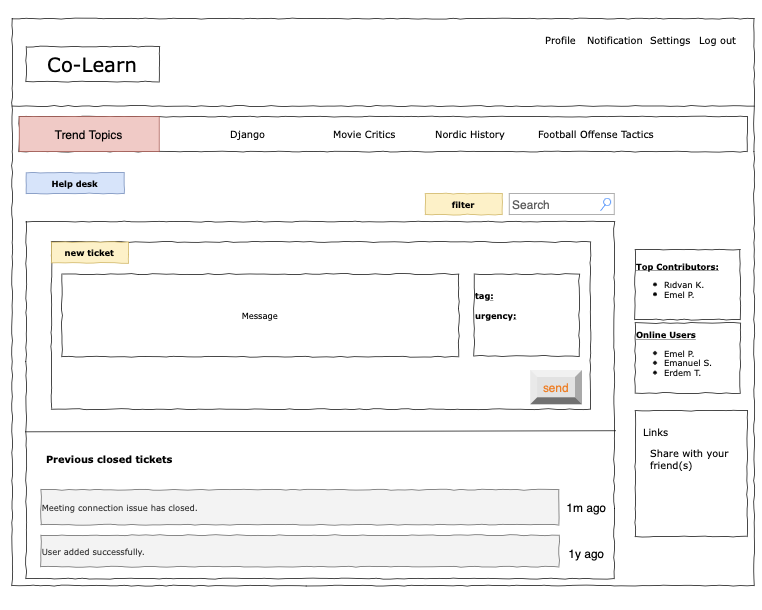 Profile Notification Settings Log out
Co-Learn
Trend Topics Django Movie Critics Nordic History Football Offense Tactics
Help desk
filter Search
new ticket
Message
tag:
urgency:
send
Previous closed tickets
Meeting connection issue has closed. 1m ago
User added successfully. 1y ago
Top Contributors:
Rıdvan K.
Emel P.
Online Users
Emel P.
Emanuel S.
Erdem T.
Links
Share with your
friend(s)